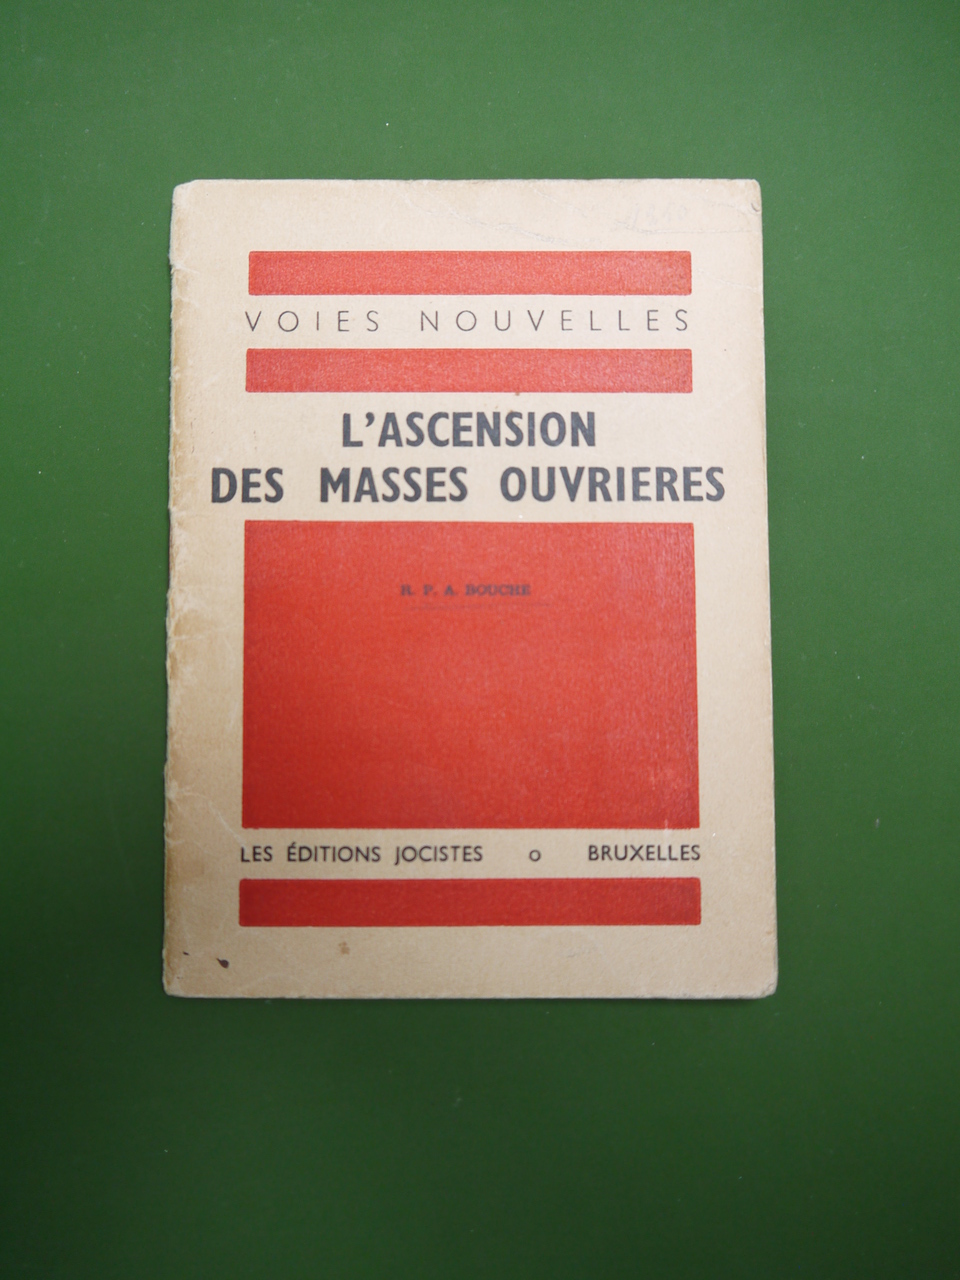 VOIES NOUVELLES
L'ASCENSION
DES MASSES OUVRIERES
R. P. A. BOUCHE
LES ÉDITIONS JOCISTES o BRUXELLES